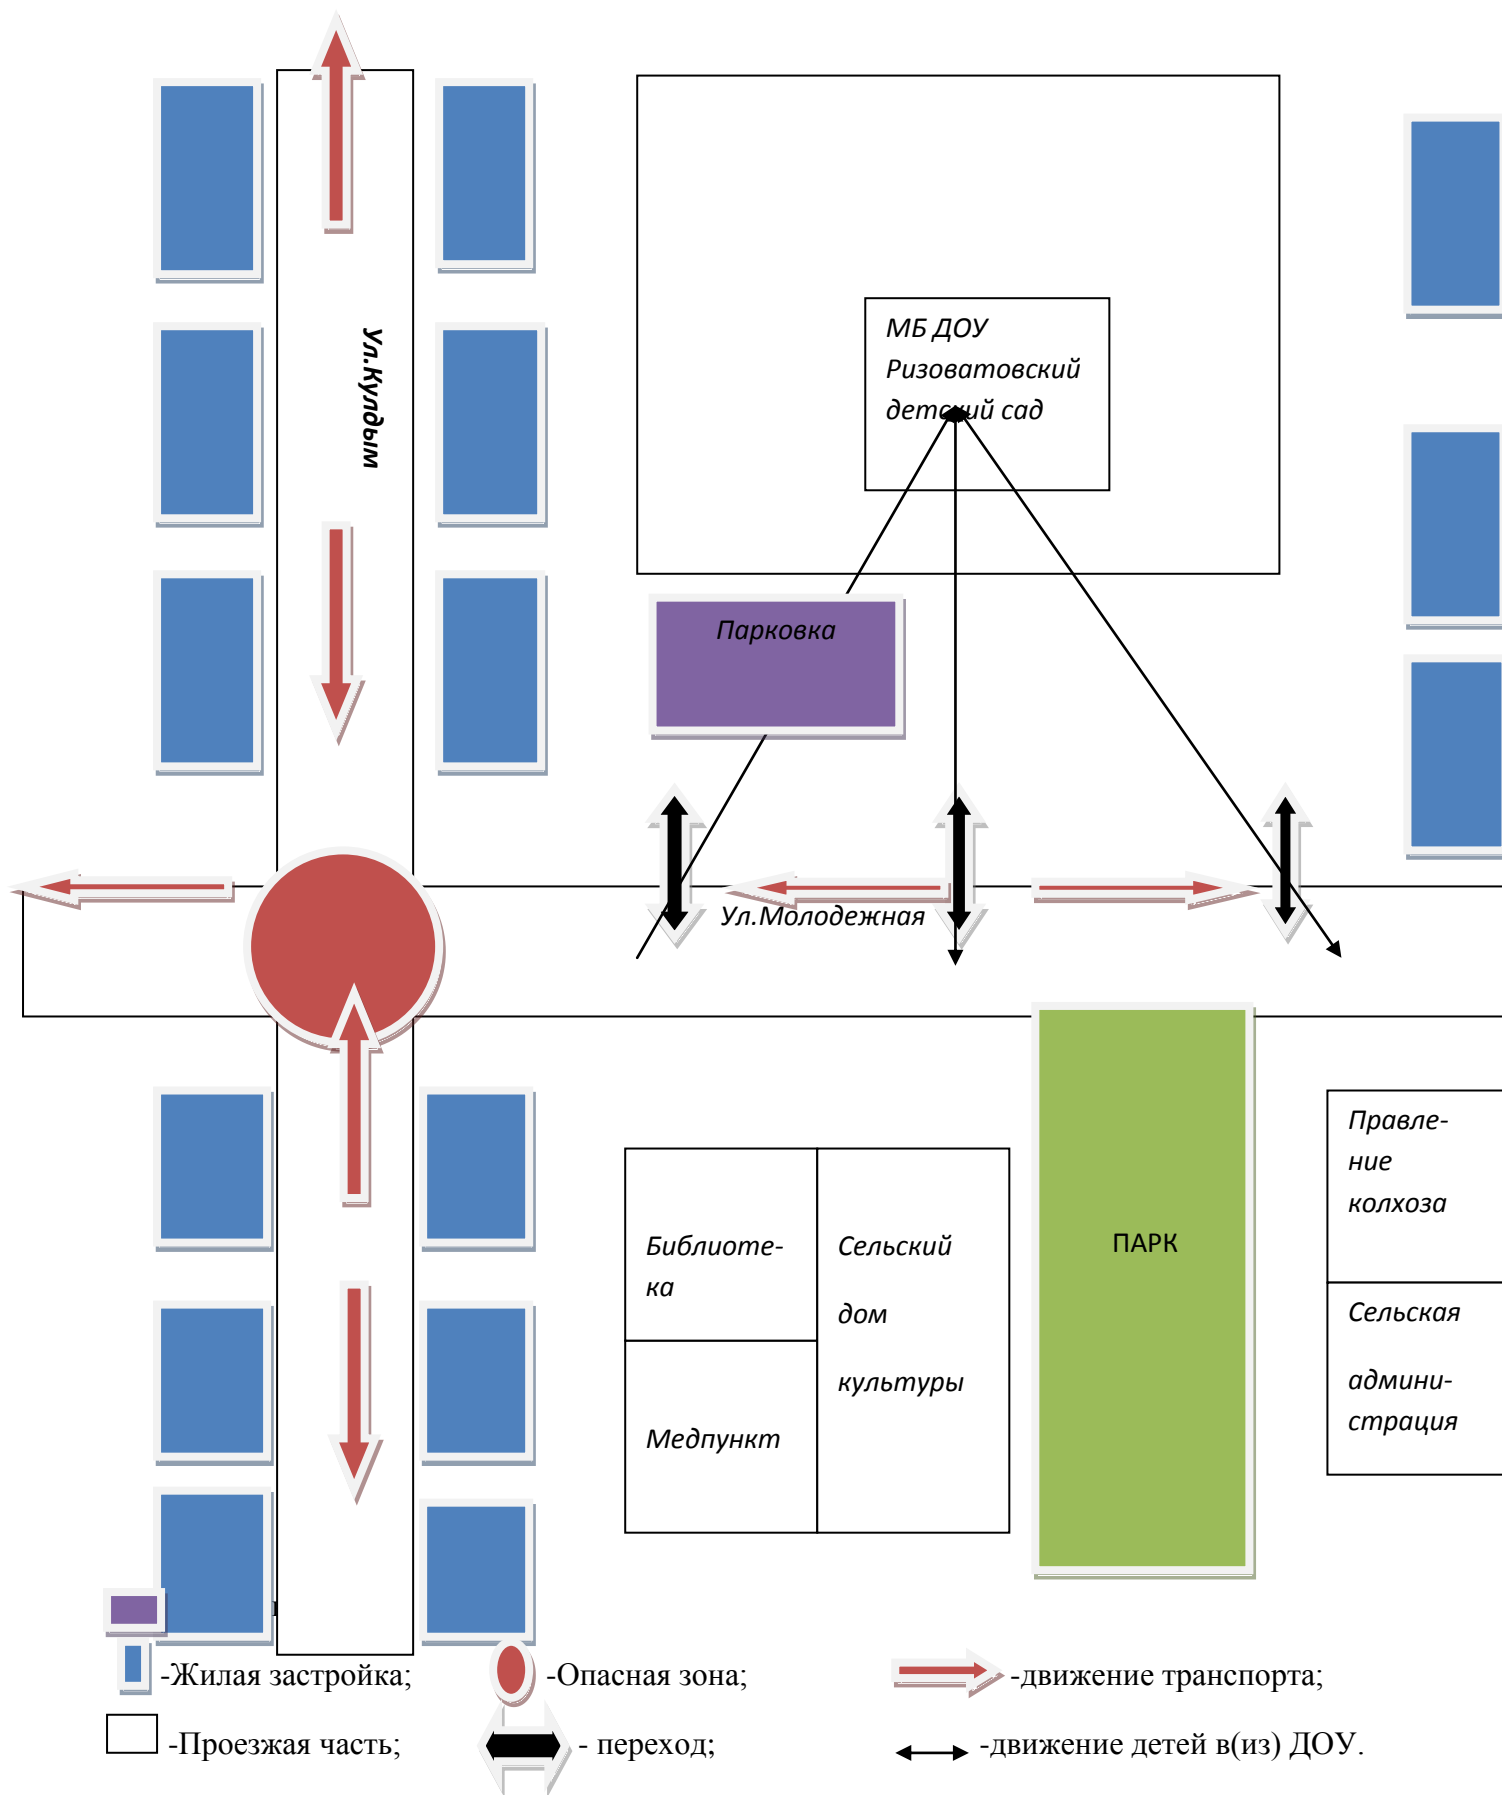 Ул.Кулдым
МБ ДОУ
Ризоватовский
детский сад
Парковка
Ул.Молодежная
Библиоте-
ка
Медпункт
Сельский
дом
культуры
ПАРК
Правле-
ние
колхоза
Сельская
админи-
страция
-Жилая застройка;
-Опасная зона;
-движение транспорта;
-Проезжая часть;
- переход;
-движение детей в(из) ДОУ.